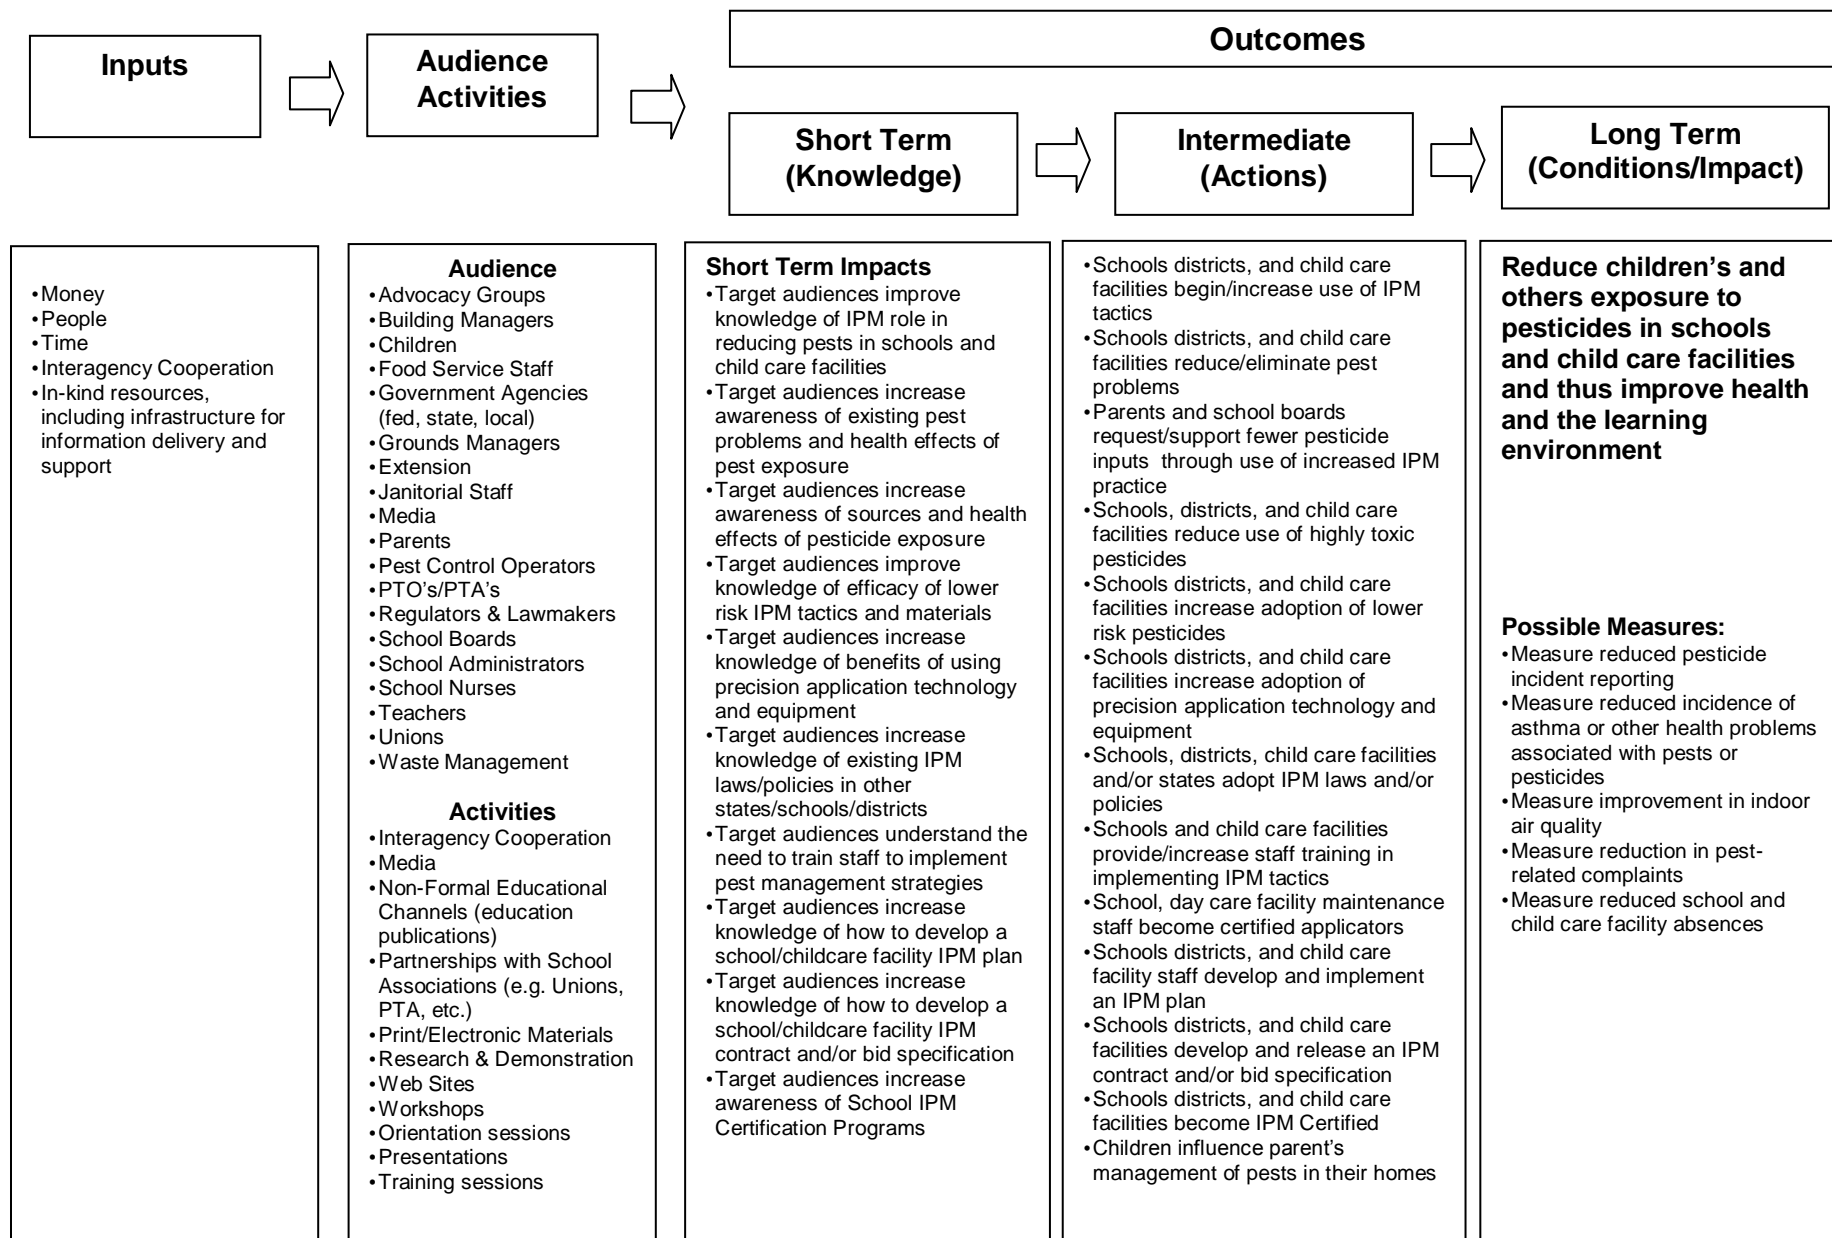 Inputs
Audience
Activities
Outcomes
Short Term
(Knowledge)
Intermediate
(Actions)
Long Term
(Conditions/Impact)
•Money
•People
•Time
•Interagency Cooperation
•In-kind resources,
including infrastructure for
information delivery and
support
Audience
•Advocacy Groups
•Building Managers
•Children
•Food Service Staff
•Government Agencies
(fed, state, local)
•Grounds Managers
•Extension
•Janitorial Staff
•Media
•Parents
•Pest Control Operators
•PTO's/PTA's
•Regulators & Lawmakers
•School Boards
•School Administrators
•School Nurses
•Teachers
•Unions
•Waste Management
Activities
•Interagency Cooperation
•Media
•Non-Formal Educational
Channels (education
publications)
•Partnerships with School
Associations (e.g. Unions,
PTA, etc.)
•Print/Electronic Materials
•Research & Demonstration
•Web Sites
•Workshops
•Orientation sessions
•Presentations
•Training sessions
Short Term Impacts
•Target audiences improve
knowledge of IPM role in
reducing pests in schools and
child care facilities
•Target audiences increase
awareness of existing pest
problems and health effects of
pest exposure
•Target audiences increase
awareness of sources and health
effects of pesticide exposure
•Target audiences improve
knowledge of efficacy of lower
risk IPM tactics and materials
•Target audiences increase
knowledge of benefits of using
precision application technology
and equipment
•Target audiences increase
knowledge of existing IPM
laws/policies in other
states/schools/districts
•Target audiences understand the
need to train staff to implement
pest management strategies
•Target audiences increase
knowledge of how to develop a
school/childcare facility IPM plan
•Target audiences increase
knowledge of how to develop a
school/childcare facility IPM
contract and/or bid specification
•Target audiences increase
awareness of School IPM
Certification Programs
•Schools districts, and child care
facilities begin/increase use of IPM
tactics
•Schools districts, and child care
facilities reduce/eliminate pest
problems
•Parents and school boards
request/support fewer pesticide
inputs through use of increased IPM
practice
•Schools, districts, and child care
facilities reduce use of highly toxic
pesticides
•Schools districts, and child care
facilities increase adoption of lower
risk pesticides
•Schools districts, and child care
facilities increase adoption of
precision application technology and
equipment
•Schools, districts, child care facilities
and/or states adopt IPM laws and/or
policies
•Schools and child care facilities
provide/increase staff training in
implementing IPM tactics
•School, day care facility maintenance
staff become certified applicators
•Schools districts, and child care
facility staff develop and implement
an IPM plan
•Schools districts, and child care
facilities develop and release an IPM
contract and/or bid specification
•Schools districts, and child care
facilities become IPM Certified
•Children influence parent's
management of pests in their homes
Reduce children's and
others exposure to
pesticides in schools
and child care facilities
and thus improve health
and the learning
environment
Possible Measures:
•Measure reduced pesticide
incident reporting
•Measure reduced incidence of
asthma or other health problems
associated with pests or
pesticides
•Measure improvement in indoor
air quality
•Measure reduction in pest-
related complaints
•Measure reduced school and
child care facility absences